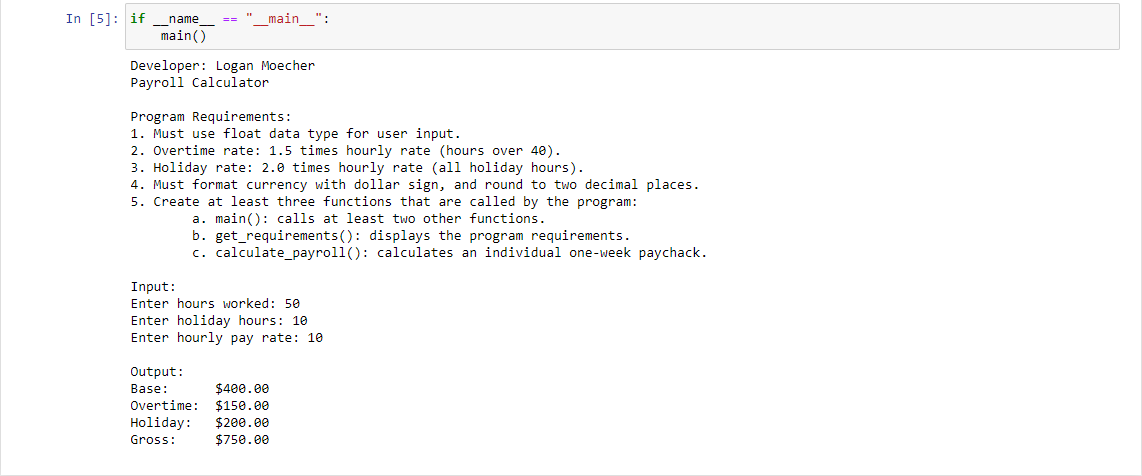 In [5]: if __name__ == "__main__":
    main()
Developer: Logan Moecher
Payroll Calculator
Program Requirements:
1. Must use float data type for user input.
2. Overtime rate: 1.5 times hourly rate (hours over 40).
3. Holiday rate: 2.0 times hourly rate (all holiday hours).
4. Must format currency with dollar sign, and round to two decimal places.
5. Create at least three functions that are called by the program:
        a. main(): calls at least two other functions.
        b. get_requirements(): displays the program requirements.
        c. calculate_payroll(): calculates an individual one-week paychack.
Input:
Enter hours worked: 50
Enter holiday hours: 10
Enter hourly pay rate: 10
Output:
Base:      $400.00
Overtime:  $150.00
Holiday:   $200.00
Gross:     $750.00